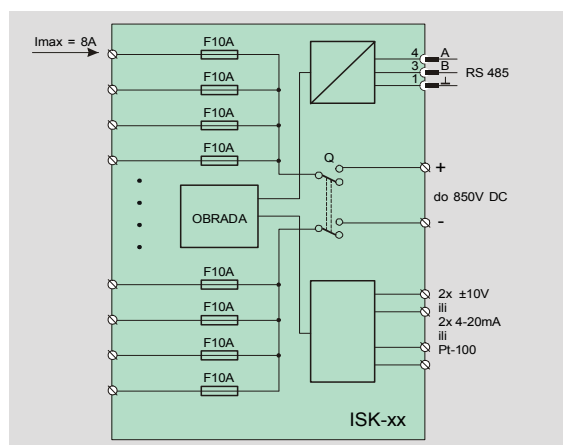 Imax = 8A
F10A
F10A
F10A
F10A
4 A
3 B
1 ⊥
RS 485
Q
+
do 850V DC
-
OBRADA
F10A
F10A
F10A
F10A
2x ±10V
ili
2x 4-20mA
ili
Pt-100
ISK-xx